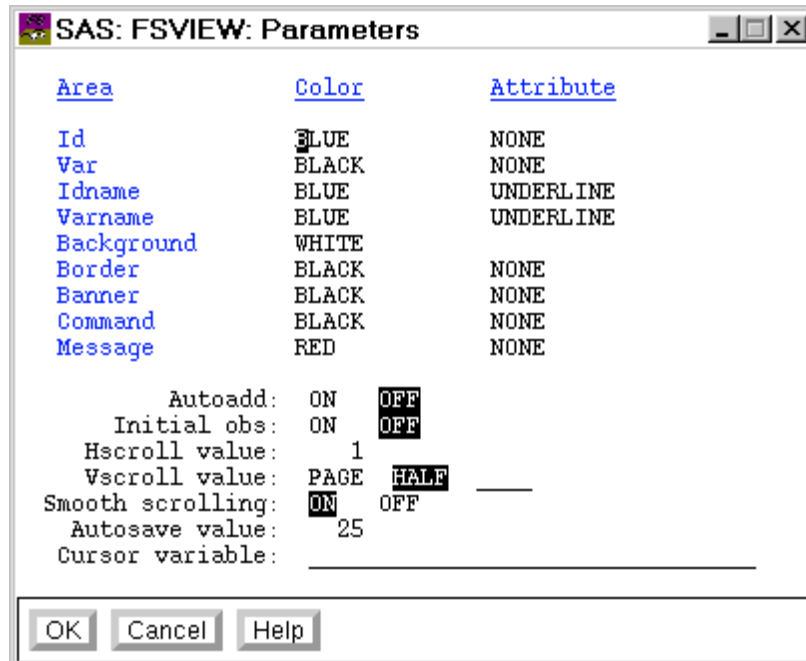 SAS: FSVIEW: Parameters
Area Color Attribute
Id BLUE NONE
Var BLACK NONE
Idname BLUE UNDERLINE
Varname BLUE UNDERLINE
Background WHITE
Border BLACK NONE
Banner BLACK NONE
Command BLACK NONE
Message RED NONE
Autoadd: ON OFF
Initial obs: ON OFF
Hscroll value: 1
Vscroll value: PAGE HALF
Smooth scrolling: ON OFF
Autosave value: 25
Cursor variable:
OK Cancel Help